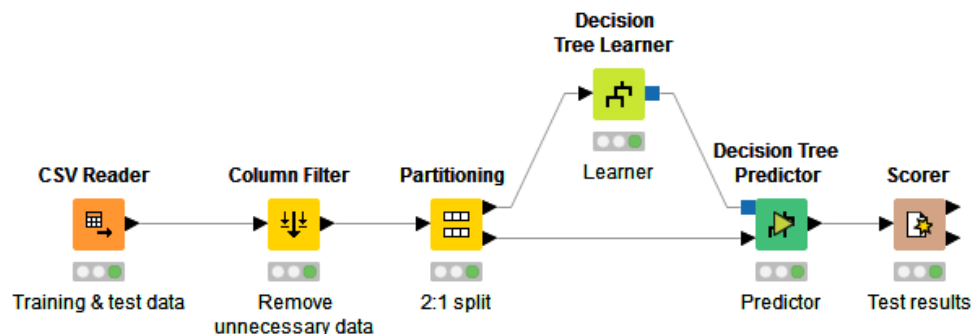 Decision
Tree Learner
Learner
CSV Reader
Training & test data
Column Filter
Remove
unnecessary data
Partitioning
2:1 split
Decision Tree
Predictor
Predictor
Scorer
Test results